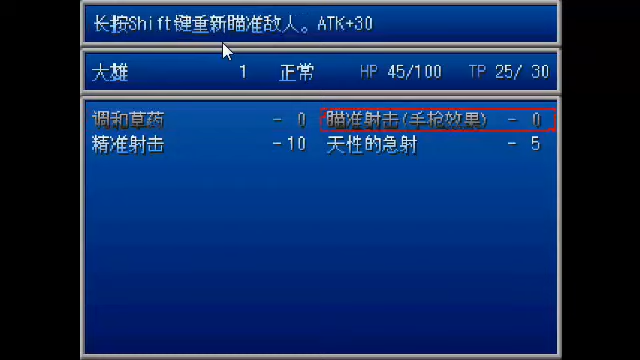 长按Shift键重新瞄准敌人。ATK+30
大雄 1 正常 HP 45/100 TP 25/ 30
调和草药 - 0 瞄准射击(手枪效果) - 0
精准射击 -10 天性的急射 - 5